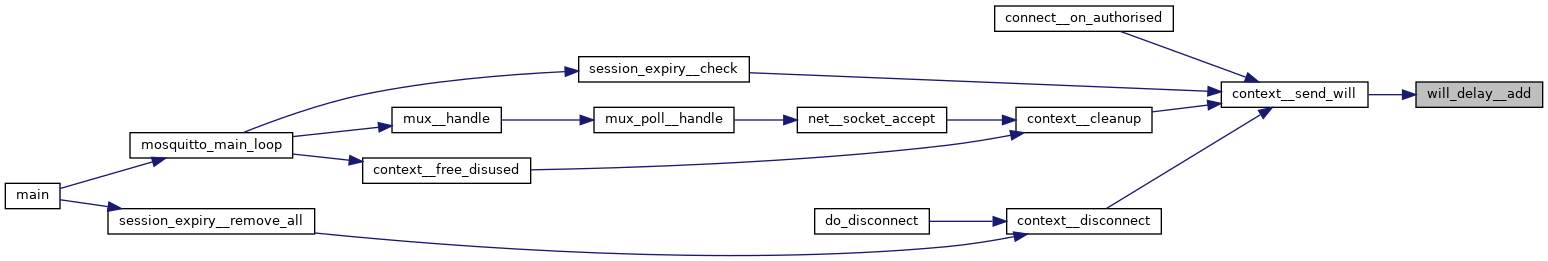 connect__on_authorised
session_expiry__check
context__send_will
will_delay__add
mux__handle
mux_poll__handle
net__socket_accept
context__cleanup
mosquitto_main_loop
context__free_disused
main
session_expiry__remove_all
do_disconnect
context__disconnect